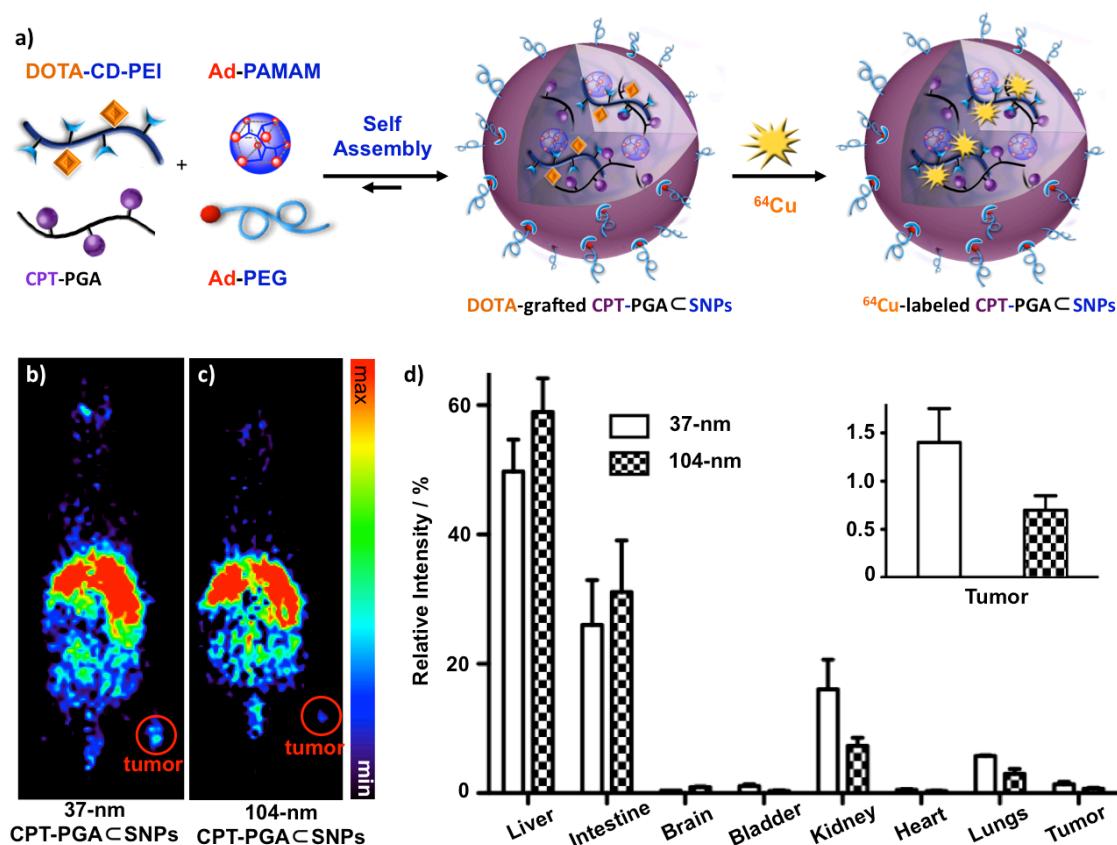 a)
DOTA-CD-PEI
Ad-PAMAM
+
Self
Assembly
CPT-PGA
Ad-PEG
⁶⁴Cu
DOTA-grafted CPT-PGA⊂SNPs
⁶⁴Cu-labeled CPT-PGA⊂SNPs
b)
tumor
37-nm
CPT-PGA⊂SNPs
c)
tumor
104-nm
CPT-PGA⊂SNPs
max
min
d)
Relative Intensity / %
60
40
20
0
37-nm
104-nm
1.5
1.0
0.5
0
Tumor
Liver
Intestine
Brain
Bladder
Kidney
Heart
Lungs
Tumor